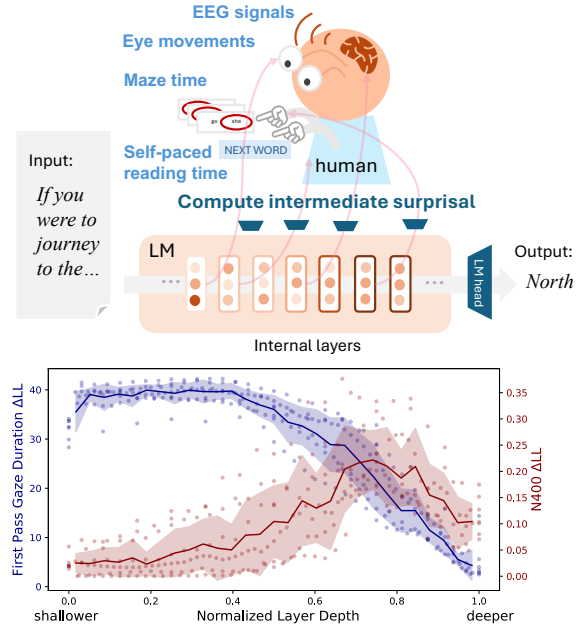 EEG signals
Eye movements
Maze time
go
she
Self-paced
reading time
NEXT WORD
human
Input:
If you
were to
journey
to the…
Compute intermediate surprisal
LM
...
...
LM head
Output:
North
Internal layers
First Pass Gaze Duration ΔLL
40
30
20
10
0
0.35
0.30
0.25
0.20
0.15
0.10
0.05
0.00
N400 ΔLL
0.0
0.2
0.4
0.6
0.8
1.0
shallower
Normalized Layer Depth
deeper